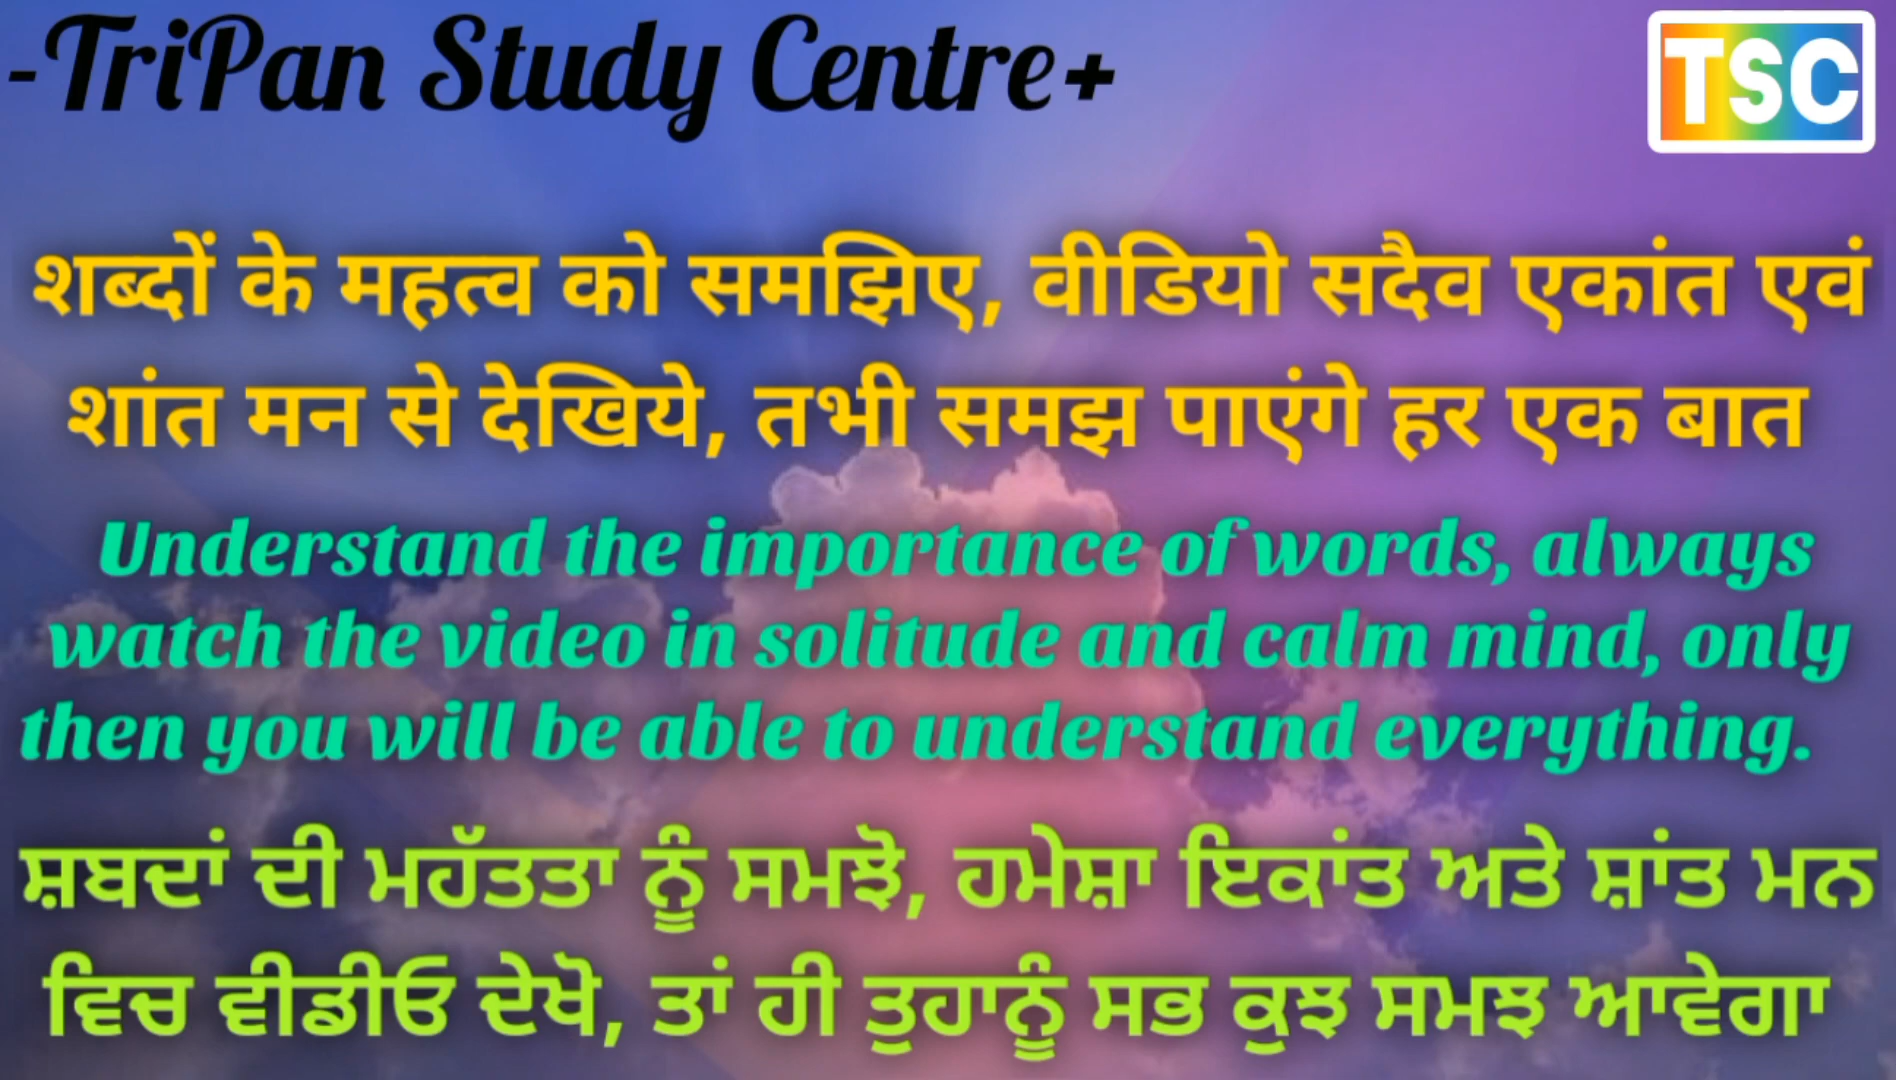 -TriPan Study Centre+
TSC
शब्दों के महत्व को समझिए, वीडियो सदैव एकांत एवं
शांत मन से देखिये, तभी समझ पाएंगे हर एक बात
Understand the importance of words, always
watch the video in solitude and calm mind, only
then you will be able to understand everything.
ਸ਼ਬਦਾਂ ਦੀ ਮਹੱਤਤਾ ਨੂੰ ਸਮਝੋ, ਹਮੇਸ਼ਾ ਇਕਾਂਤ ਅਤੇ ਸ਼ਾਂਤ ਮਨ
ਵਿਚ ਵੀਡੀਓ ਦੇਖੋ, ਤਾਂ ਹੀ ਤੁਹਾਨੂੰ ਸਭ ਕੁਝ ਸਮਝ ਆਵੇਗਾ